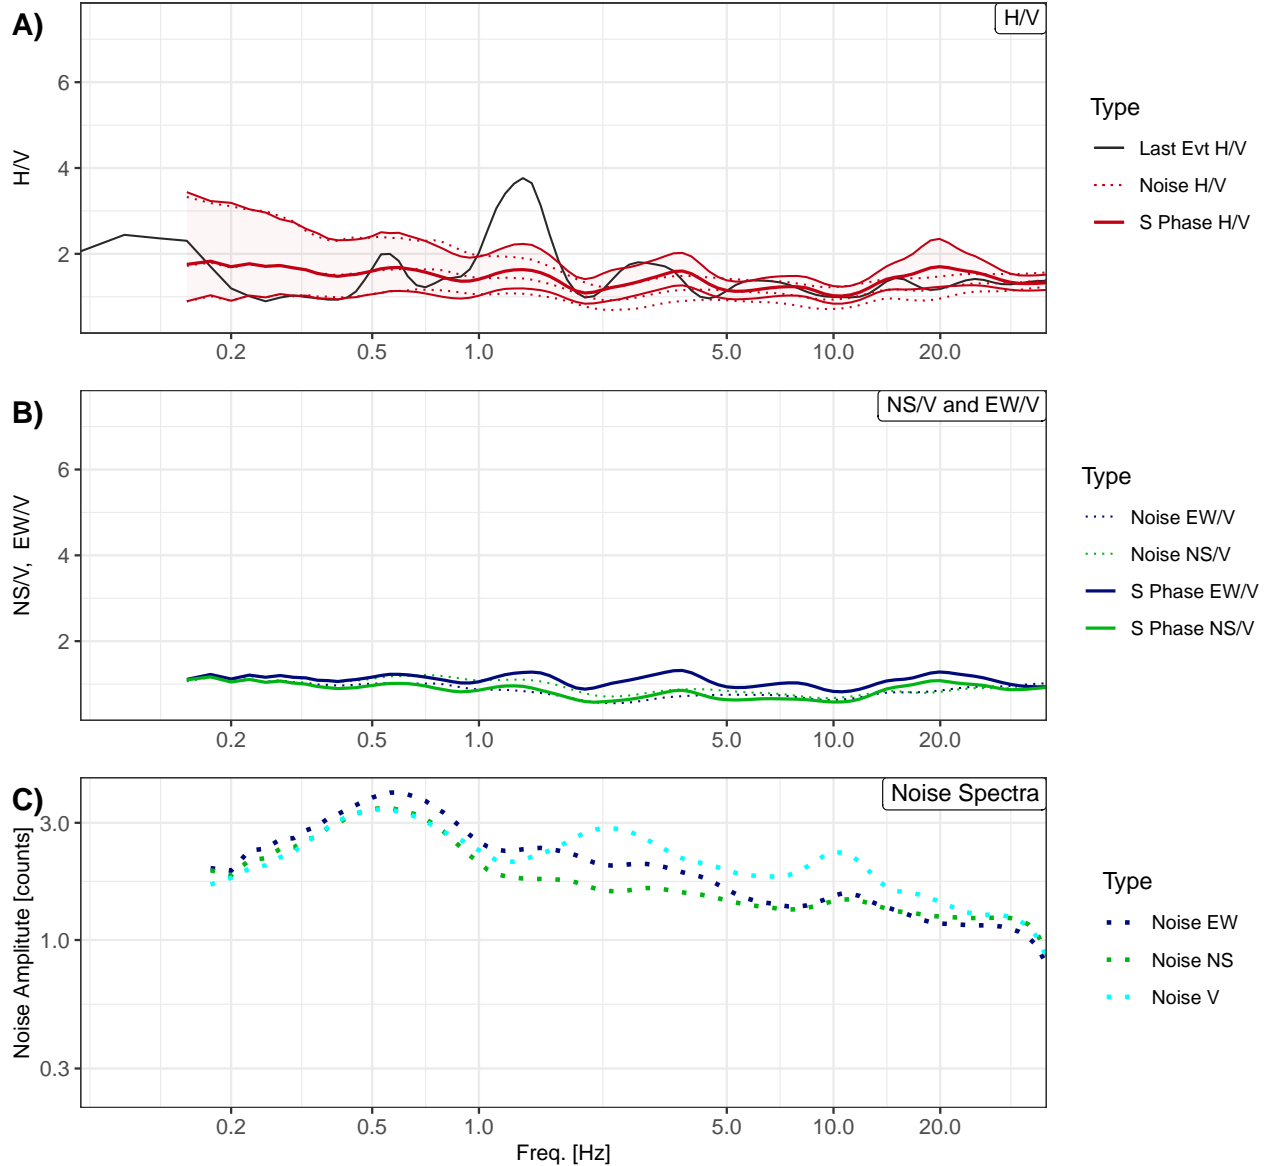 A)
H/V
H/V
6
4
2
0.2 0.5 1.0 5.0 10.0 20.0
Type
Last Evt H/V
Noise H/V
S Phase H/V
B)
NS/V and EW/V
NS/V, EW/V
6
4
2
0.2 0.5 1.0 5.0 10.0 20.0
Type
Noise EW/V
Noise NS/V
S Phase EW/V
S Phase NS/V
C)
Noise Spectra
Noise Amplitute [counts]
3.0
1.0
0.3
0.2 0.5 1.0 5.0 10.0 20.0
Freq. [Hz]
Type
Noise EW
Noise NS
Noise V